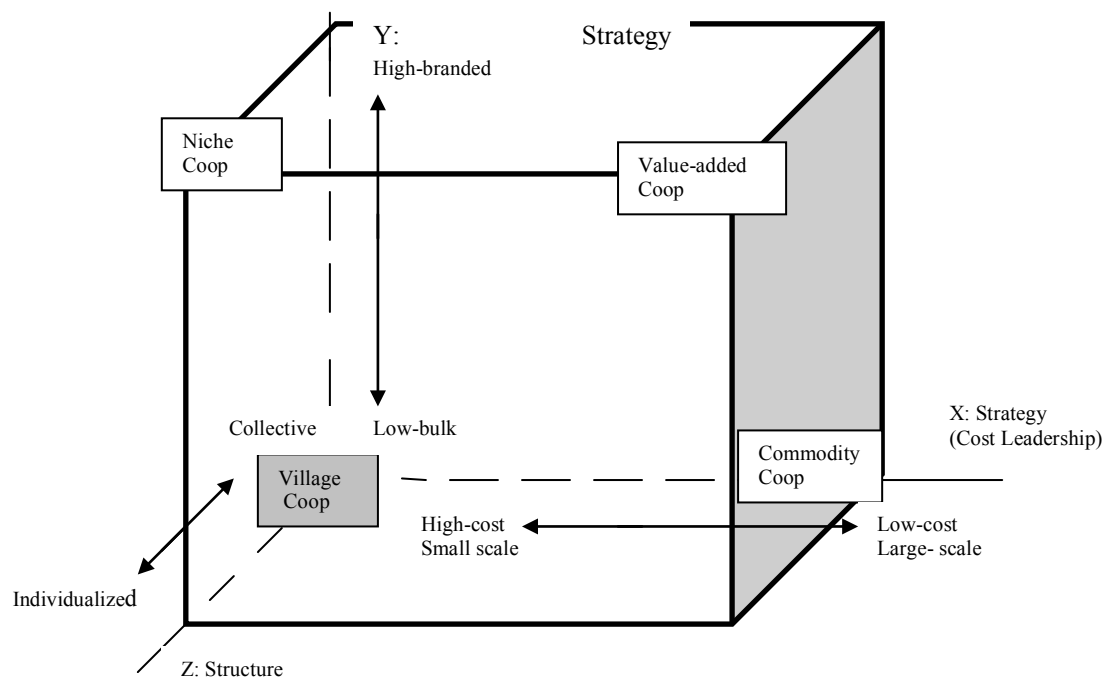 Y: Strategy
High-branded
Niche
Coop
Value-added
Coop
Collective
Low-bulk
X: Strategy
(Cost Leadership)
Commodity
Coop
Village
Coop
High-cost
Small scale
Low-cost
Large- scale
Individualized
Z: Structure